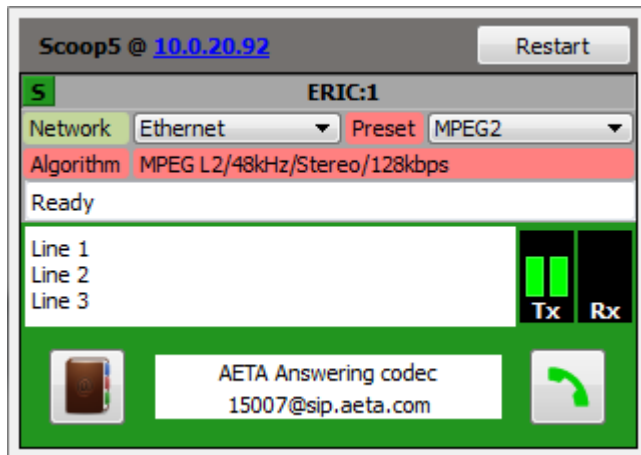 Scoop5 @ 10.0.20.92 Restart
S ERIC:1
Network Ethernet Preset MPEG2
Algorithm MPEG L2/48kHz/Stereo/128kbps
Ready
Line 1
Line 2
Line 3
Tx Rx
AETA Answering codec
15007@sip.aeta.com